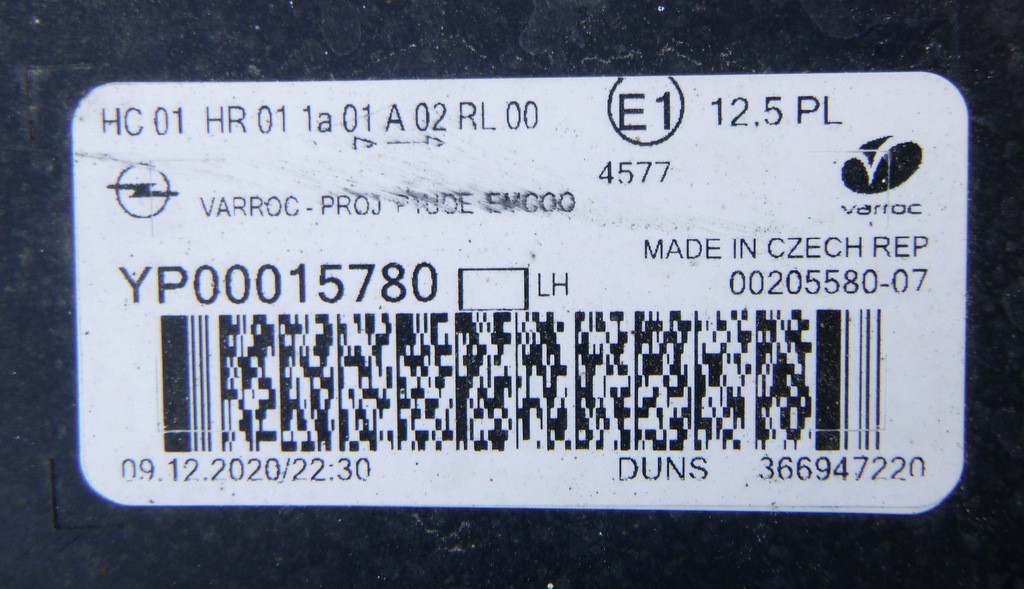 HC 01 HR 01 1a 01 A 02 RL 00
E1
12.5 PL
4577
varroc
VARROC - PROJ
MADE IN CZECH REP
YP00015780 LH
00205580-07
09.12.2020/22:30
DUNS 366947220